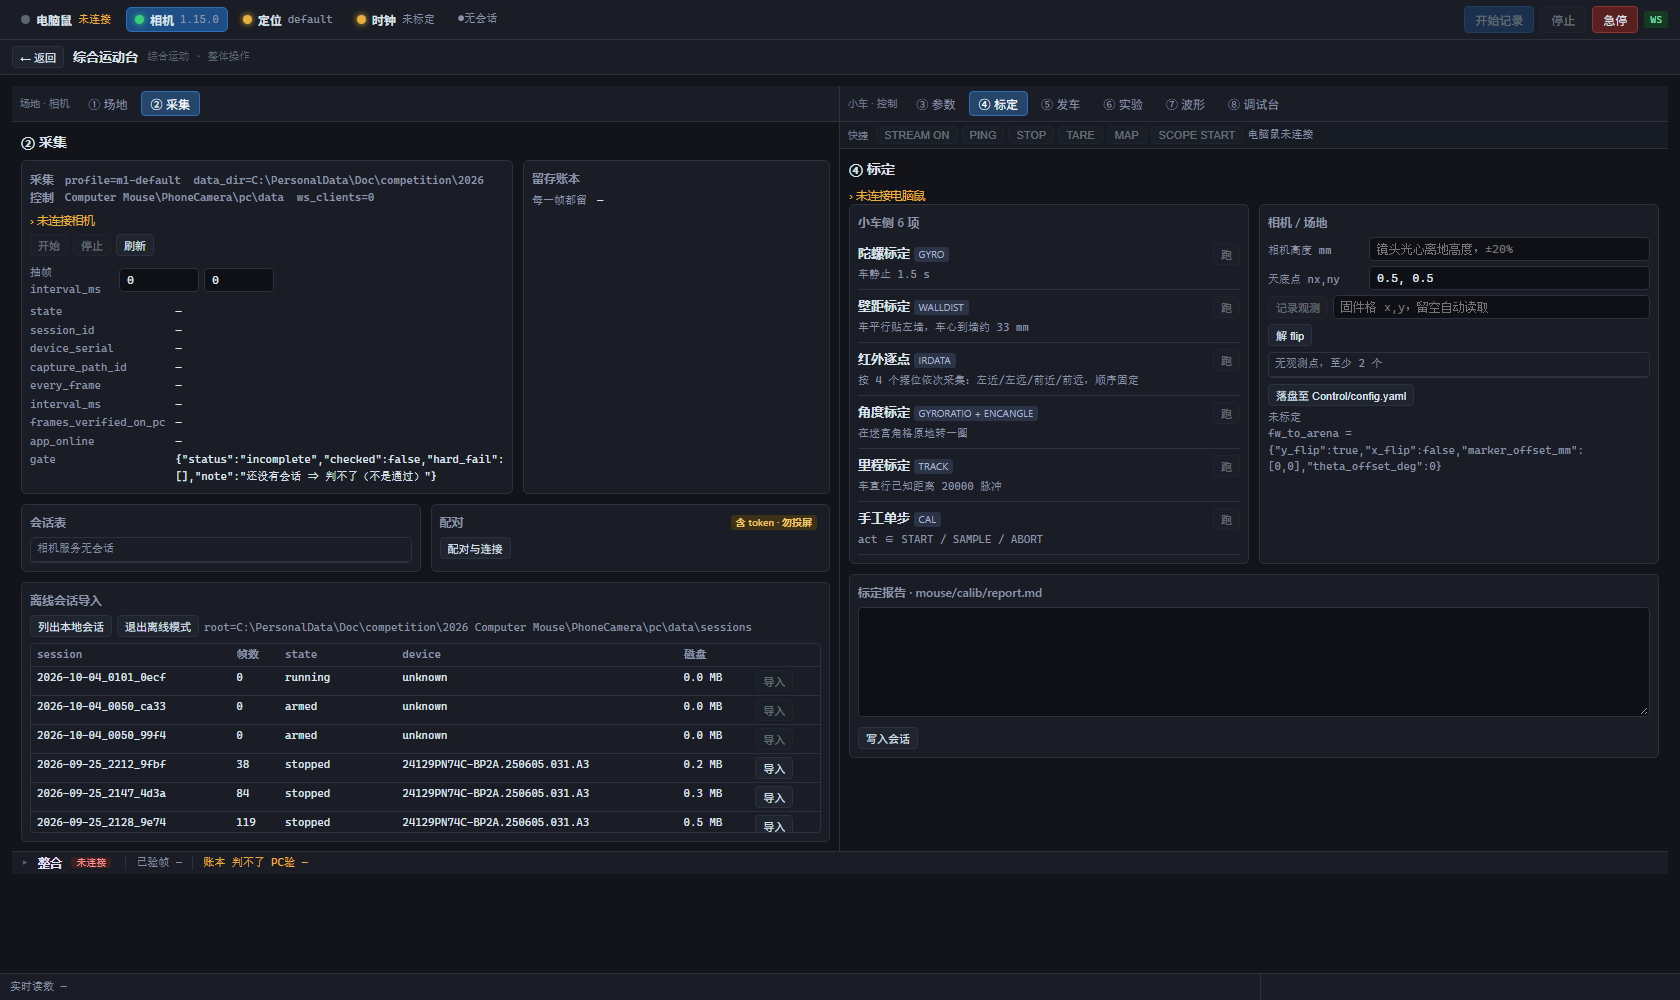 电脑鼠 未连接 相机 1.15.0 定位 default 时钟 未标定 无会话 开始记录 停止 急停 WS
←返回 综合运动台 综合运动 · 整体操作
场地 · 相机 ① 场地 ② 采集
② 采集
采集控制 profile=m1-default data_dir=C:\PersonalData\Doc\competition\2026
Computer Mouse\PhoneCamera\pc\data ws_clients=0
› 未连接相机
开始 停止 刷新
抽帧
interval_ms 0 0
state —
session_id —
device_serial —
capture_path_id —
every_frame —
interval_ms —
frames_verified_on_pc —
app_online —
gate {"status":"incomplete","checked":false,"hard_fail":
[],"note":"还没有会话 ⇒ 判不了（不是通过）"}
留存账本
每一帧都留 —
会话表
相机服务无会话
配对 含 token · 勿投屏
配对与连接
离线会话导入
列出本地会话 退出离线模式 root=C:\PersonalData\Doc\competition\2026 Computer Mouse\PhoneCamera\pc\data\sessions
session 帧数 state device 磁盘
2026-10-04_0101_0ecf 0 running unknown 0.0 MB 导入
2026-10-04_0050_ca33 0 armed unknown 0.0 MB 导入
2026-10-04_0050_99f4 0 armed unknown 0.0 MB 导入
2026-09-25_2212_9fbf 38 stopped 24129PN74C-BP2A.250605.031.A3 0.2 MB 导入
2026-09-25_2147_4d3a 84 stopped 24129PN74C-BP2A.250605.031.A3 0.3 MB 导入
2026-09-25_2128_9e74 119 stopped 24129PN74C-BP2A.250605.031.A3 0.5 MB 导入
小车 · 控制 ③ 参数 ④ 标定 ⑤ 发车 ⑥ 实验 ⑦ 波形 ⑧ 调试台
快捷 STREAM ON PING STOP TARE MAP SCOPE START 电脑鼠未连接
④ 标定
› 未连接电脑鼠
小车侧 6 项
陀螺标定 GYRO 跑
车静止 1.5 s
壁距标定 WALLDIST 跑
车平行贴左墙，车心到墙约 33 mm
红外逐点 IRDATA 跑
按 4 个摆位依次采集：左近/左远/前近/前远，顺序固定
角度标定 GYRORATIO + ENCANGLE 跑
在迷宫角格原地转一圈
里程标定 TRACK 跑
车直行已知距离 20000 脉冲
手工单步 CAL 跑
act ∈ START / SAMPLE / ABORT
相机 / 场地
相机高度 mm 镜头光心离地高度，±20%
天底点 nx,ny 0.5, 0.5
记录观测 固件格 x,y，留空自动读取
解 flip
无观测点，至少 2 个
落盘至 Control/config.yaml
未标定
fw_to_arena =
{"y_flip":true,"x_flip":false,"marker_offset_mm":
[0,0],"theta_offset_deg":0}
标定报告 · mouse/calib/report.md
写入会话
▸ 整合 未连接 已验帧 — 账本 判不了 PC验 —
实时读数 —